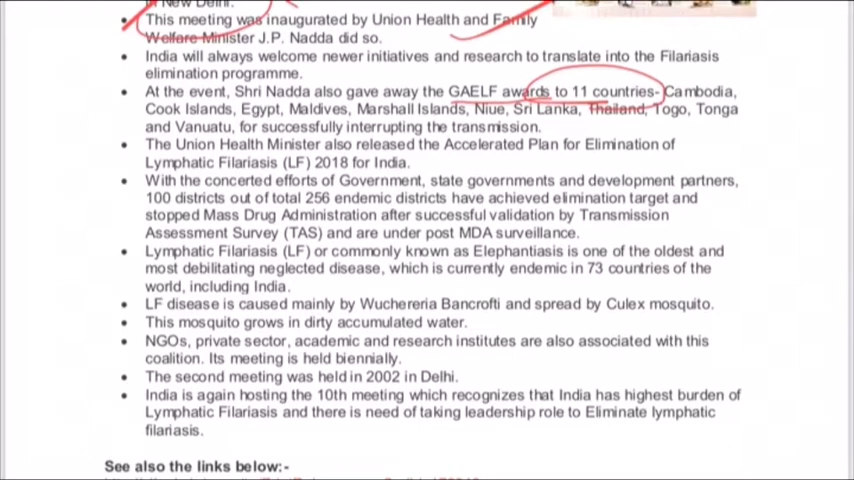 in New Delhi.
This meeting was inaugurated by Union Health and Family
Welfare Minister J.P. Nadda did so.
India will always welcome newer initiatives and research to translate into the Filariasis
elimination programme.
At the event, Shri Nadda also gave away the GAELF awards to 11 countries- Cambodia,
Cook Islands, Egypt, Maldives, Marshall Islands, Niue, Sri Lanka, Thailand, Togo, Tonga
and Vanuatu, for successfully interrupting the transmission.
The Union Health Minister also released the Accelerated Plan for Elimination of
Lymphatic Filariasis (LF) 2018 for India.
With the concerted efforts of Government, state governments and development partners,
100 districts out of total 256 endemic districts have achieved elimination target and
stopped Mass Drug Administration after successful validation by Transmission
Assessment Survey (TAS) and are under post MDA surveillance.
Lymphatic Filariasis (LF) or commonly known as Elephantiasis is one of the oldest and
most debilitating neglected disease, which is currently endemic in 73 countries of the
world, including India.
LF disease is caused mainly by Wuchereria Bancrofti and spread by Culex mosquito.
This mosquito grows in dirty accumulated water.
NGOs, private sector, academic and research institutes are also associated with this
coalition. Its meeting is held biennially.
The second meeting was held in 2002 in Delhi.
India is again hosting the 10th meeting which recognizes that India has highest burden of
Lymphatic Filariasis and there is need of taking leadership role to Eliminate lymphatic
filariasis.
See also the links below:-